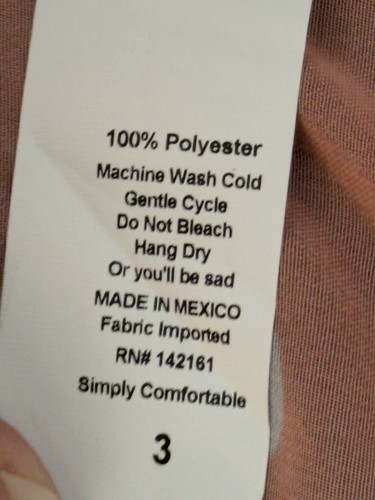 100% Polyester
Machine Wash Cold
Gentle Cycle
Do Not Bleach
Hang Dry
Or you'll be sad
MADE IN MEXICO
Fabric Imported
RN# 142161
Simply Comfortable
3